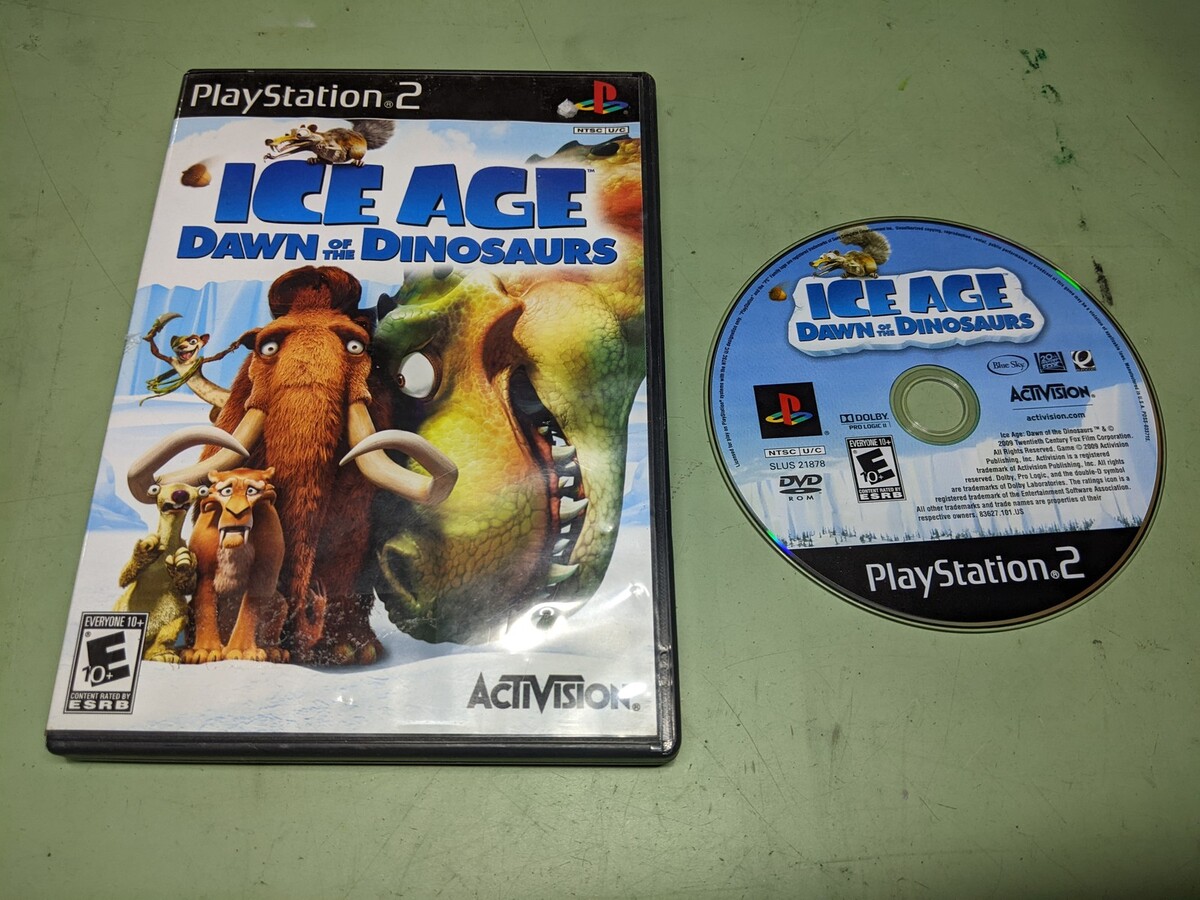 PlayStation®2
NTSC U/C
ICE AGE™
DAWN OF THE DINOSAURS
EVERYONE 10+
E
10+
CONTENT RATED BY
ESRB
ACTIVISION®
ICE AGE
DAWN OF THE DINOSAURS
Blue Sky
20th
ACTIVISION®
activision.com
DOLBY
PRO LOGIC II
NTSC U/C
SLUS 21878
DVD
ROM
EVERYONE 10+
E
10+
CONTENT RATED BY
ESRB
Ice Age: Dawn of the Dinosaurs™ & ©
2009 Twentieth Century Fox Film Corporation.
All Rights Reserved. Game © 2009 Activision
Publishing, Inc. Activision is a registered
trademark of Activision Publishing, Inc. All rights
reserved. Dolby, Pro Logic, and the double-D symbol
are trademarks of Dolby Laboratories. The ratings icon is a
registered trademark of the Entertainment Software Association.
All other trademarks and trade names are properties of their
respective owners. 83627.101.US
PlayStation®2